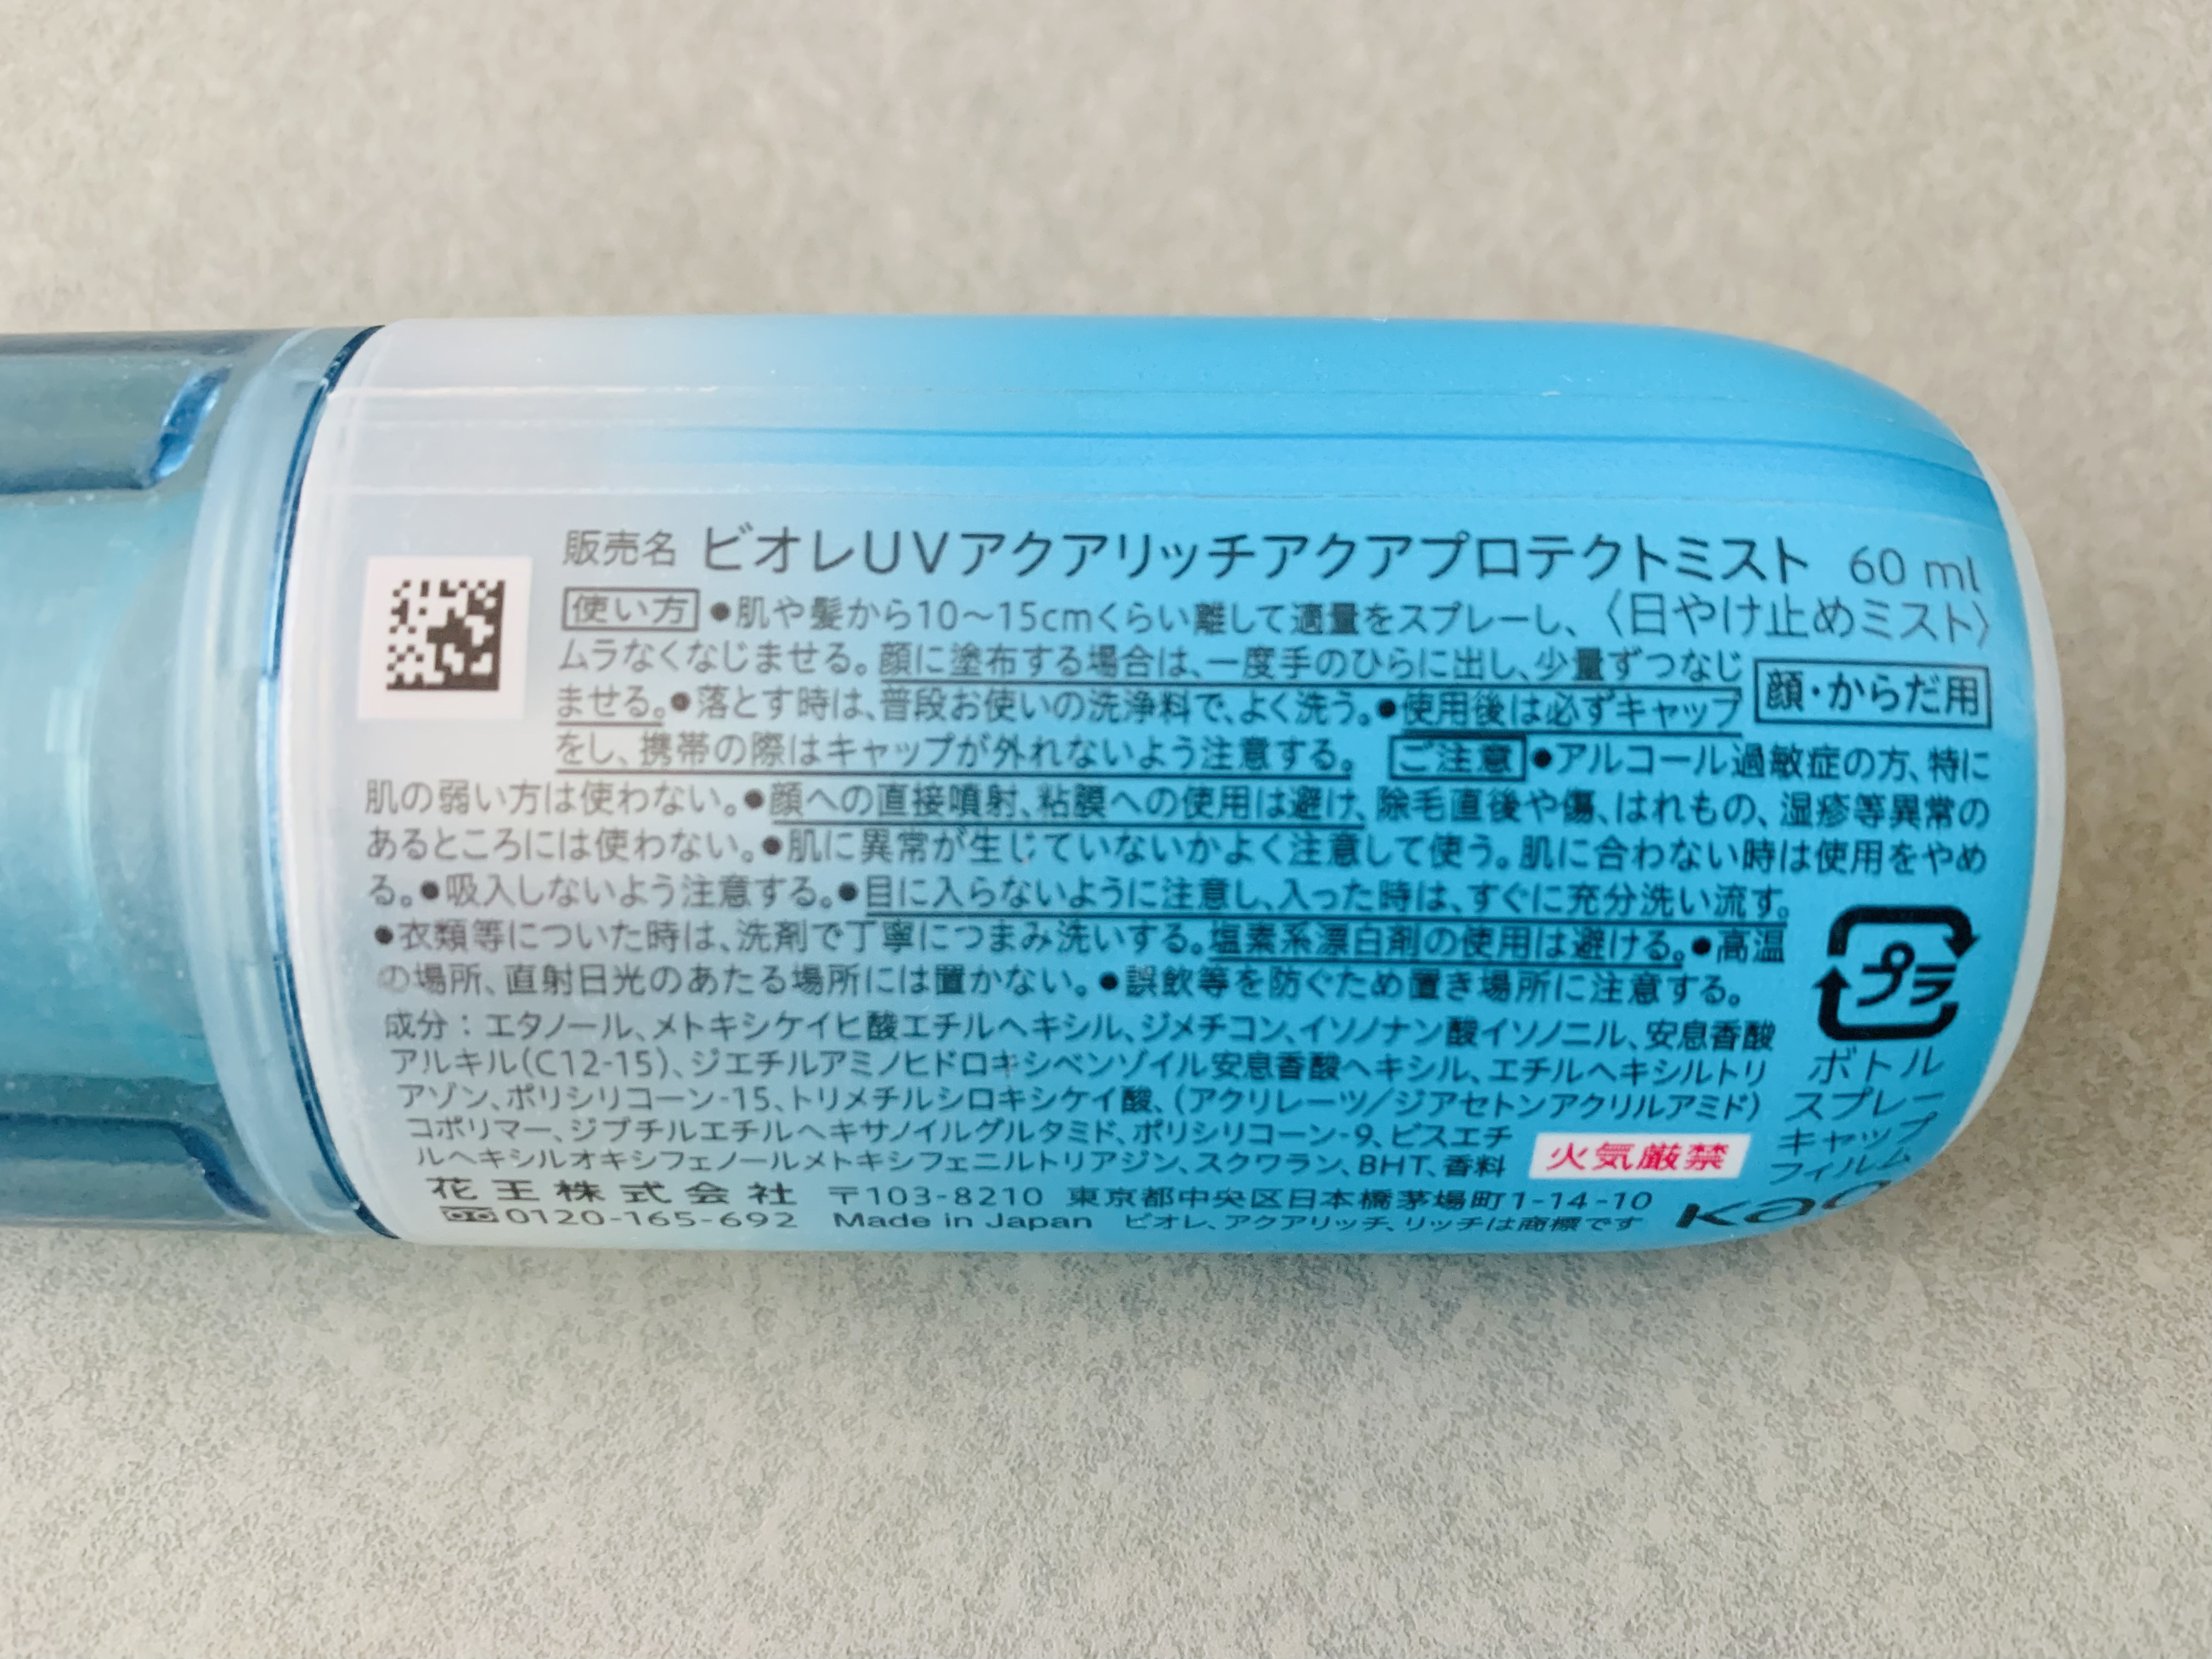 販売名 ビオレUVアクアリッチアクアプロテクトミスト 60 ml
使い方 ●肌や髪から10～15cmくらい離して適量をスプレーし、〈日やけ止めミスト〉
ムラなくなじませる。顔に塗布する場合は、一度手のひらに出し、少量ずつなじ
ませる。●落とす時は、普段お使いの洗浄料で、よく洗う。●使用後は必ずキャップ
顔・からだ用
をし、携帯の際はキャップが外れないよう注意する。 ご注意 ●アルコール過敏症の方、特に
肌の弱い方は使わない。●顔への直接噴射、粘膜への使用は避け、除毛直後や傷、はれもの、湿疹等異常の
あるところには使わない。●肌に異常が生じていないかよく注意して使う。肌に合わない時は使用をやめ
る。●吸入しないよう注意する。●目に入らないように注意し、入った時は、すぐに充分洗い流す。
●衣類等についた時は、洗剤で丁寧につまみ洗いする。塩素系漂白剤の使用は避ける。●高温
の場所、直射日光のあたる場所には置かない。●誤飲等を防ぐため置き場所に注意する。
プラ
成分：エタノール、メトキシケイヒ酸エチルヘキシル、ジメチコン、イソノナン酸イソノニル、安息香酸
アルキル(C12-15)、ジエチルアミノヒドロキシベンゾイル安息香酸ヘキシル、エチルヘキシルトリ
アゾン、ポリシリコーン-15、トリメチルシロキシケイ酸、(アクリレーツ/ジアセトンアクリルアミド)
コポリマー、ジブチルエチルヘキサノイルグルタミド、ポリシリコーン-9、ビスエチ
ルヘキシルオキシフェノールメトキシフェニルトリアジン、スクワラン、BHT、香料
火気厳禁
ボトル
スプレー
キャップ
フィルム
花王株式会社 〒103-8210 東京都中央区日本橋茅場町1-14-10
0120-165-692 Made in Japan ビオレ、アクアリッチ、リッチは商標です
Kao